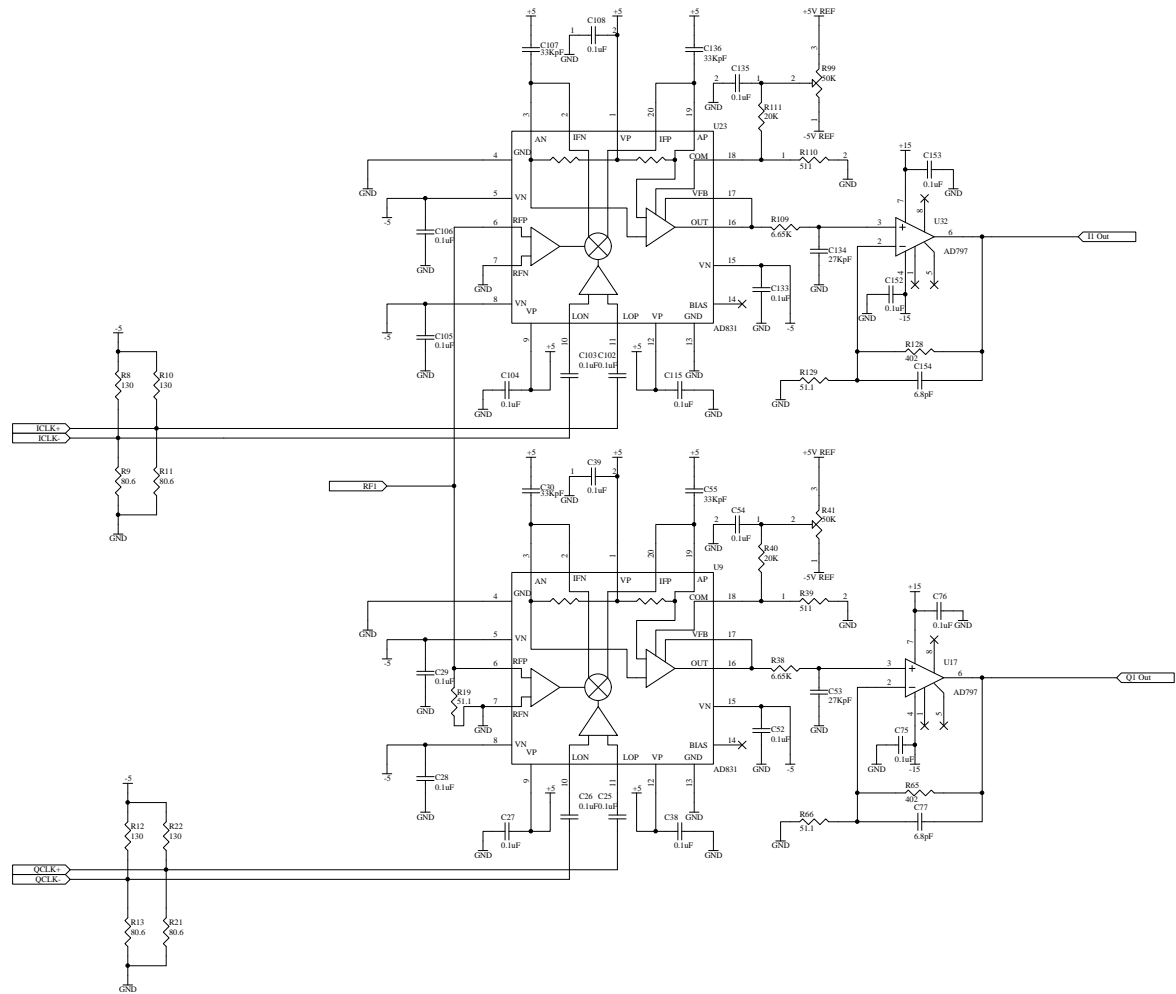 +5
C108
+5
+5
+5V REF
1
2
C107
33KpF
GND
0.1uF
C136
33KpF
3
C135
R99
50K
2
1
2
GND
0.1uF
R111
20K
1
-5V REF
3
2
1
20
19
U23
AN
IFN
VP
IFP
AP
4
GND
COM
18
1
R110
2
511
GND
GND
+15
C153
0.1uF
GND
5
VN
VFB
17
-5
C106
0.1uF
GND
6
RFP
OUT
16
R109
6.65K
7
8
3
2
U32
6
AD797
I1 Out
C134
27KpF
GND
4
1
5
7
GND
RFN
VN
15
C133
0.1uF
GND
-5
C152
GND
0.1uF
-15
8
VN
-5
LON
LOP
VP
BIAS
14
GND
AD831
C105
0.1uF
GND
VP
9
10
11
12
13
GND
+5
C103
0.1uF
C102
0.1uF
+5
C104
0.1uF
GND
C115
0.1uF
GND
R128
402
C154
6.8pF
R129
51.1
GND
-5
R8
130
R10
130
ICLK+
ICLK-
R9
80.6
R11
80.6
GND
RF1
+5
C39
+5
+5
+5V REF
1
2
C30
33KpF
GND
0.1uF
C55
33KpF
3
C54
R41
50K
2
1
2
GND
0.1uF
R40
20K
1
-5V REF
3
2
1
20
19
U9
AN
IFN
VP
IFP
AP
4
GND
COM
18
1
R39
2
511
GND
GND
+15
C76
0.1uF
GND
5
VN
VFB
17
-5
C29
0.1uF
GND
6
RFP
OUT
16
R38
6.65K
7
8
3
2
U17
6
AD797
Q1 Out
R19
51.1
C53
27KpF
GND
4
1
5
7
GND
RFN
VN
15
C52
0.1uF
GND
-5
C75
GND
0.1uF
-15
8
VN
-5
VP
LON
LOP
VP
BIAS
14
GND
AD831
C28
0.1uF
GND
9
10
11
12
13
GND
+5
C26
0.1uF
C25
0.1uF
+5
C27
0.1uF
GND
C38
0.1uF
GND
R65
402
C77
6.8pF
R66
51.1
GND
-5
R12
130
R22
130
QCLK+
QCLK-
R13
80.6
R21
80.6
GND